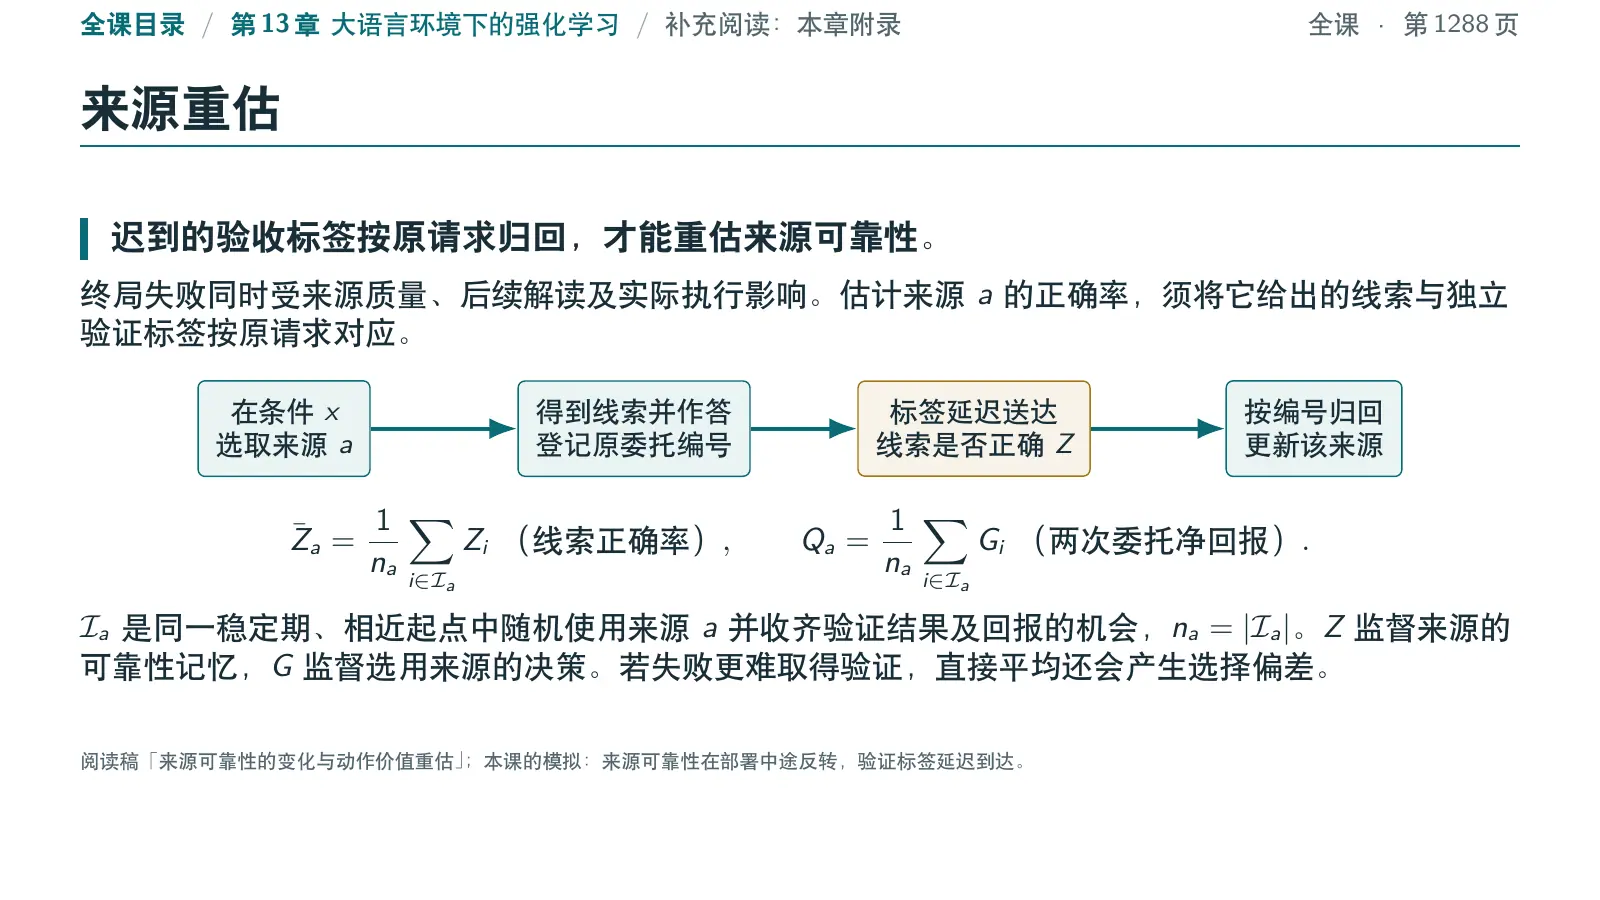 全课目录 / 第 13 章 大语言环境下的强化学习 / 补充阅读：本章附录
全课 · 第 1288 页
来源重估
迟到的验收标签按原请求归回，才能重估来源可靠性。
终局失败同时受来源质量、后续解读及实际执行影响。估计来源 a 的正确率，须将它给出的线索与独立
验证标签按原请求对应。
在条件 x
选取来源 a
得到线索并作答
登记原委托编号
标签延迟送达
线索是否正确 Z
按编号归回
更新该来源
Z̄ₐ = 1/nₐ ∑_{i∈ℐₐ} Zᵢ （线索正确率）, Qₐ = 1/nₐ ∑_{i∈ℐₐ} Gᵢ （两次委托净回报）.
ℐₐ 是同一稳定期、相近起点中随机使用来源 a 并收齐验证结果及回报的机会，nₐ = |ℐₐ|。Z 监督来源的
可靠性记忆，G 监督选用来源的决策。若失败更难取得验证，直接平均还会产生选择偏差。
阅读稿「来源可靠性的变化与动作价值重估」；本课的模拟：来源可靠性在部署中途反转，验证标签延迟到达。